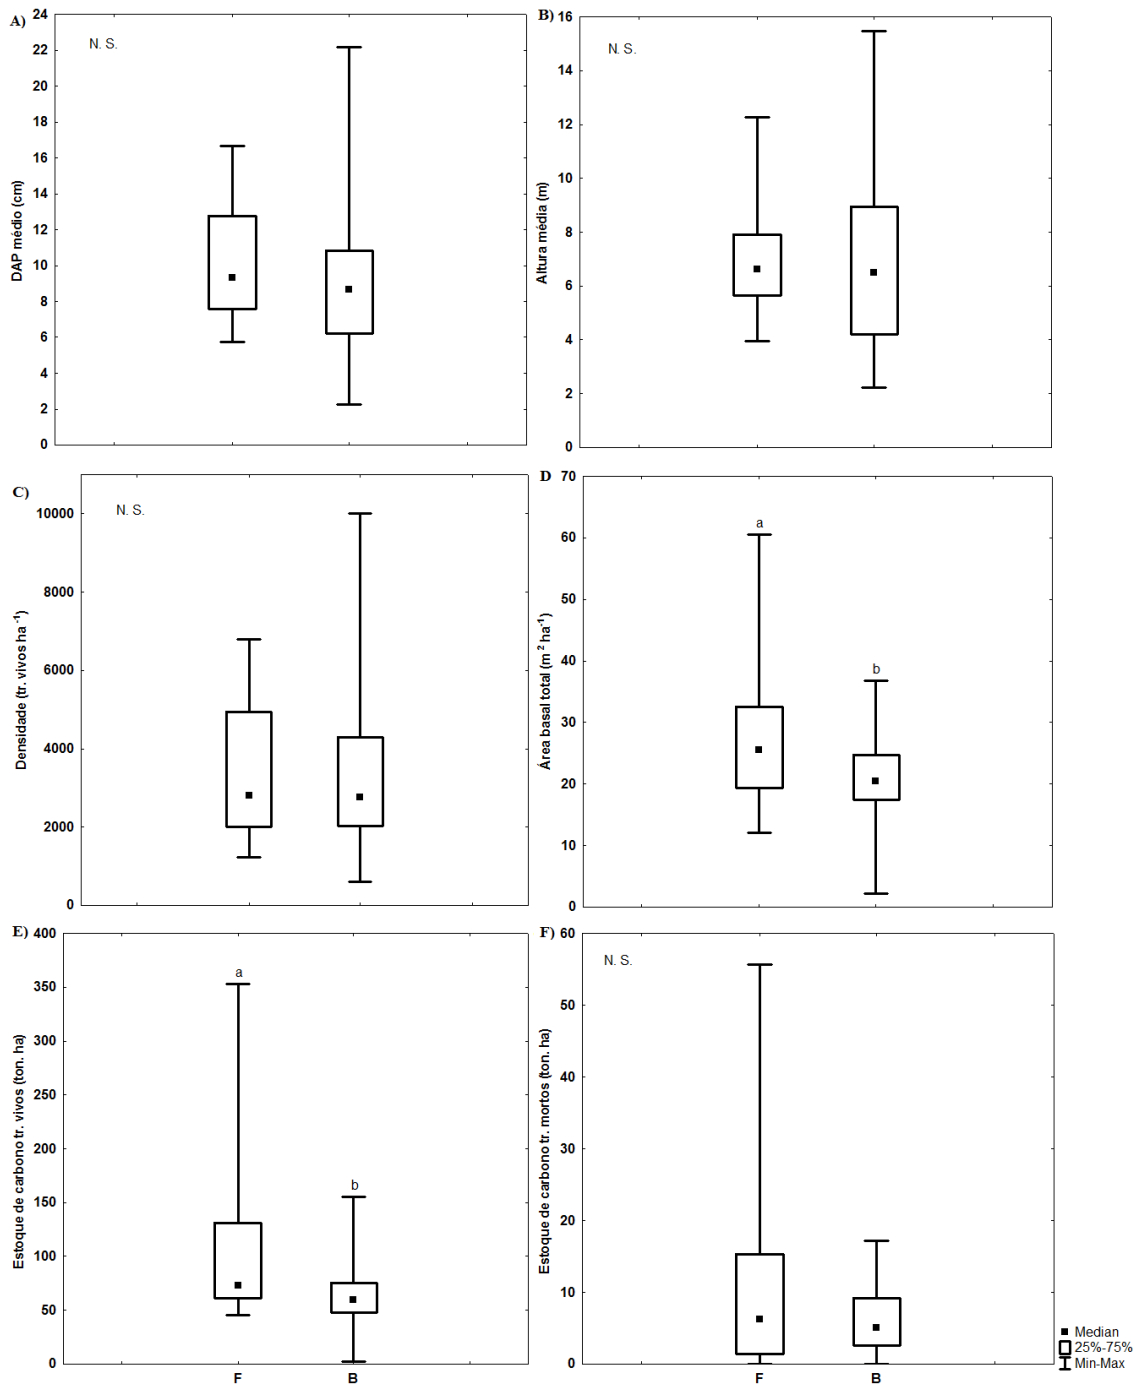 A)
24
22
20
18
16
14
12
10
8
6
4
2
0
DAP médio (cm)
N. S.
B)
16
14
12
10
8
6
4
2
0
Altura média (m)
N. S.
C)
10000
8000
6000
4000
2000
0
Densidade (tr. vivos ha⁻¹)
N. S.
D
70
60
50
40
30
20
10
0
Área basal total (m² ha⁻¹)
a
b
E)
400
350
300
250
200
150
100
50
0
Estoque de carbono tr. vivos (ton. ha)
a
b
F B
F)
60
50
40
30
20
10
0
Estoque de carbono tr. mortos (ton. ha)
N. S.
F B
Median
25%-75%
Min-Max